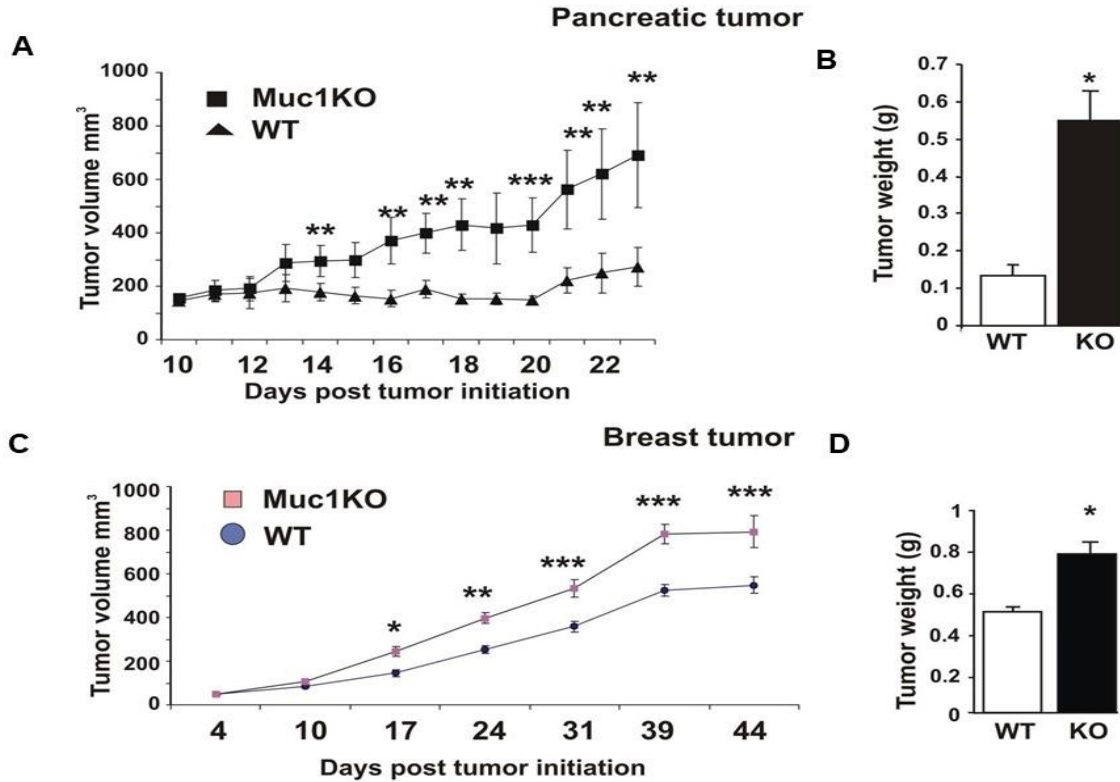 Pancreatic tumor
A
Tumor volume mm³
1000
800
600
400
200
0
Muc1KO
WT
**
**
**
**
***
**
**
**
10 12 14 16 18 20 22
Days post tumor initiation
B
Tumor weight (g)
0.7
0.6
0.5
0.4
0.3
0.2
0.1
0
*
WT KO
Breast tumor
C
Tumor volume mm³
1000
800
600
400
200
0
Muc1KO
WT
*
**
***
***
***
4 10 17 24 31 39 44
Days post tumor initiation
D
Tumor weight (g)
1
0.8
0.6
0.2
0
*
WT KO